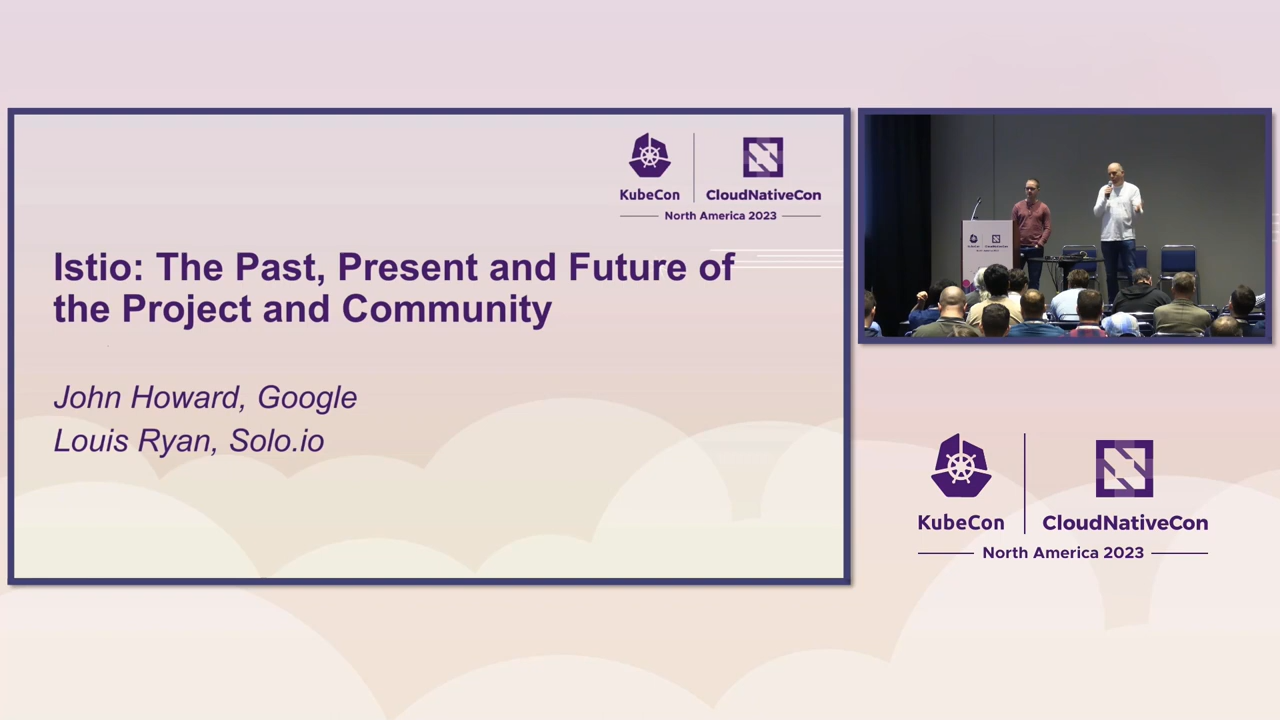 KubeCon
CloudNativeCon
North America 2023
Istio: The Past, Present and Future of
the Project and Community
John Howard, Google
Louis Ryan, Solo.io
KubeCon
CloudNativeCon
North America 2023